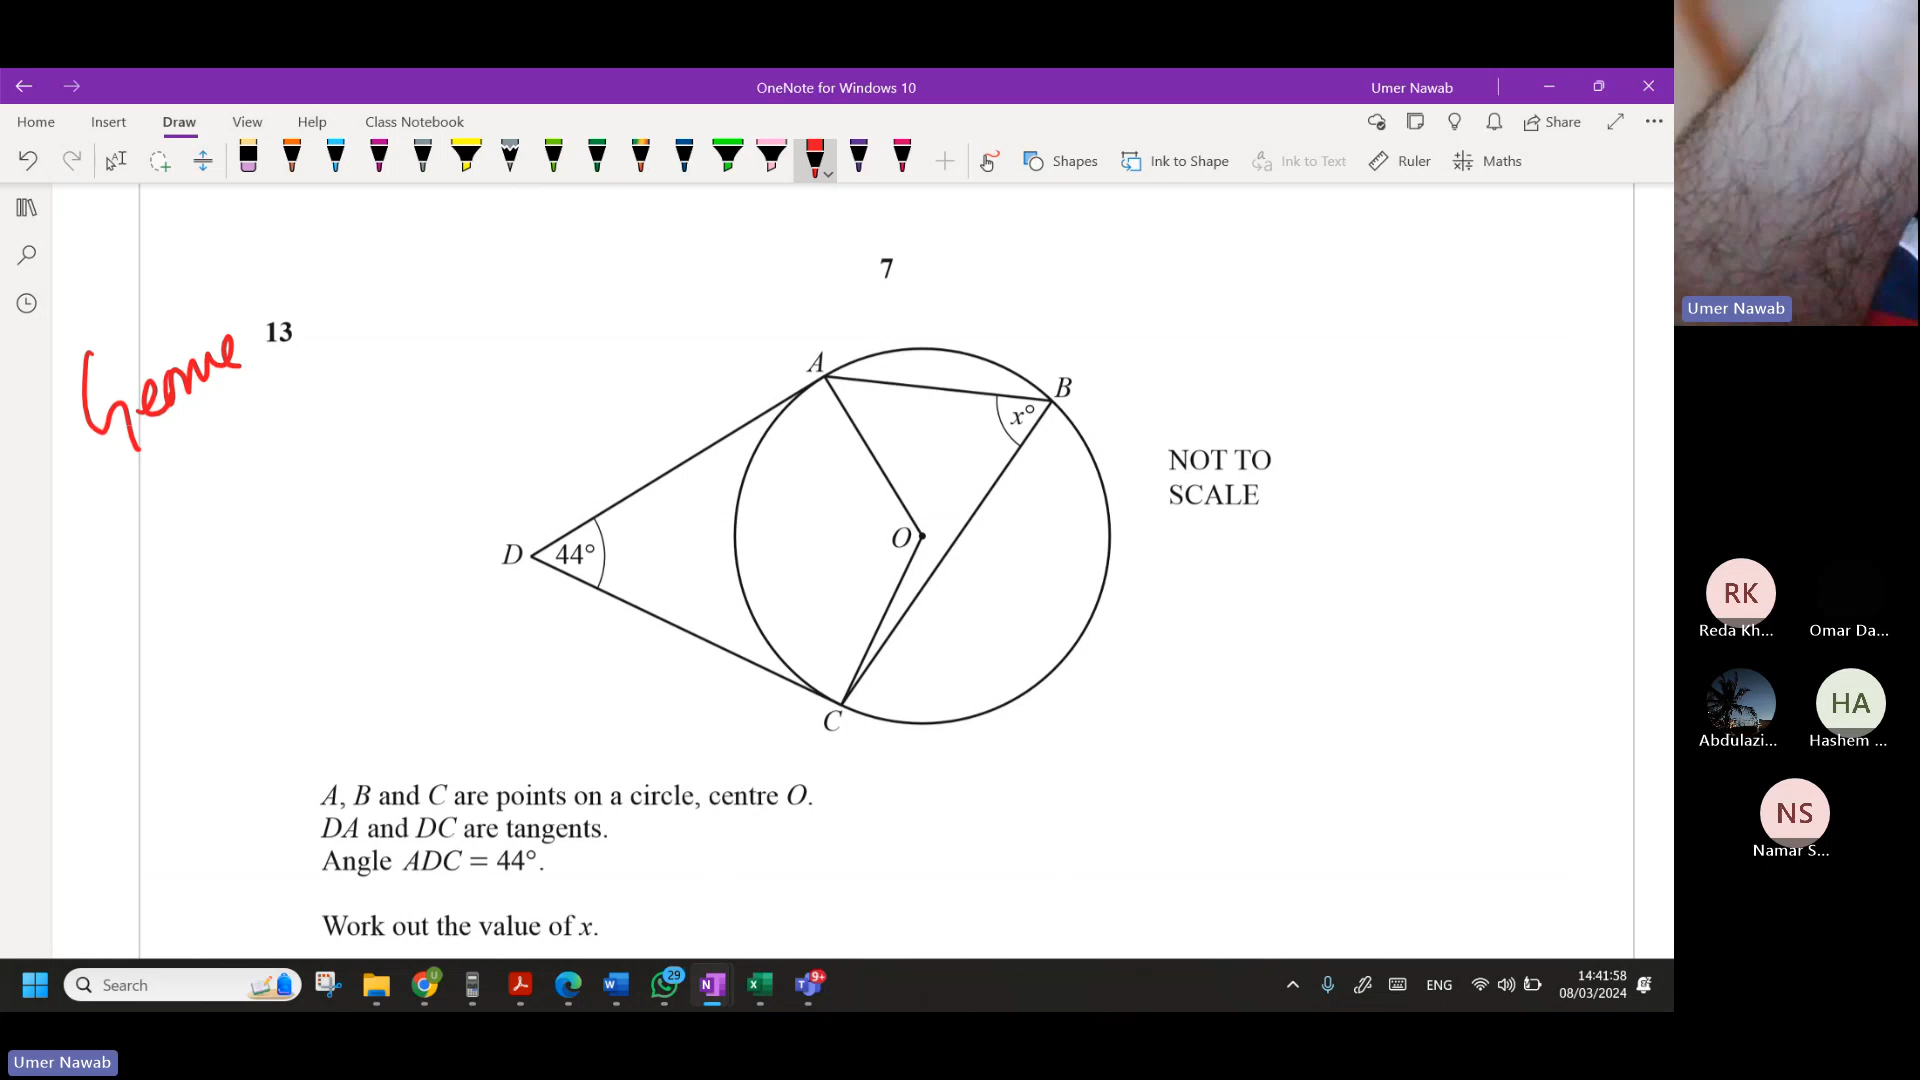 OneNote for Windows 10
Umer Nawab
Home
Insert
Draw
View
Help
Class Notebook
Share
Shapes
Ink to Shape
Ink to Text
Ruler
Maths
7
13
Geome
A
B
x°
NOT TO
SCALE
O
D
44°
C
A, B and C are points on a circle, centre O.
DA and DC are tangents.
Angle ADC = 44°.
Work out the value of x.
Umer Nawab
RK
Reda Kh...
Omar Da...
Abdulazi...
HA
Hashem ...
NS
Namar S...
Search
U
W
29
N
X
T
9+
ENG
14:41:58
08/03/2024
Umer Nawab